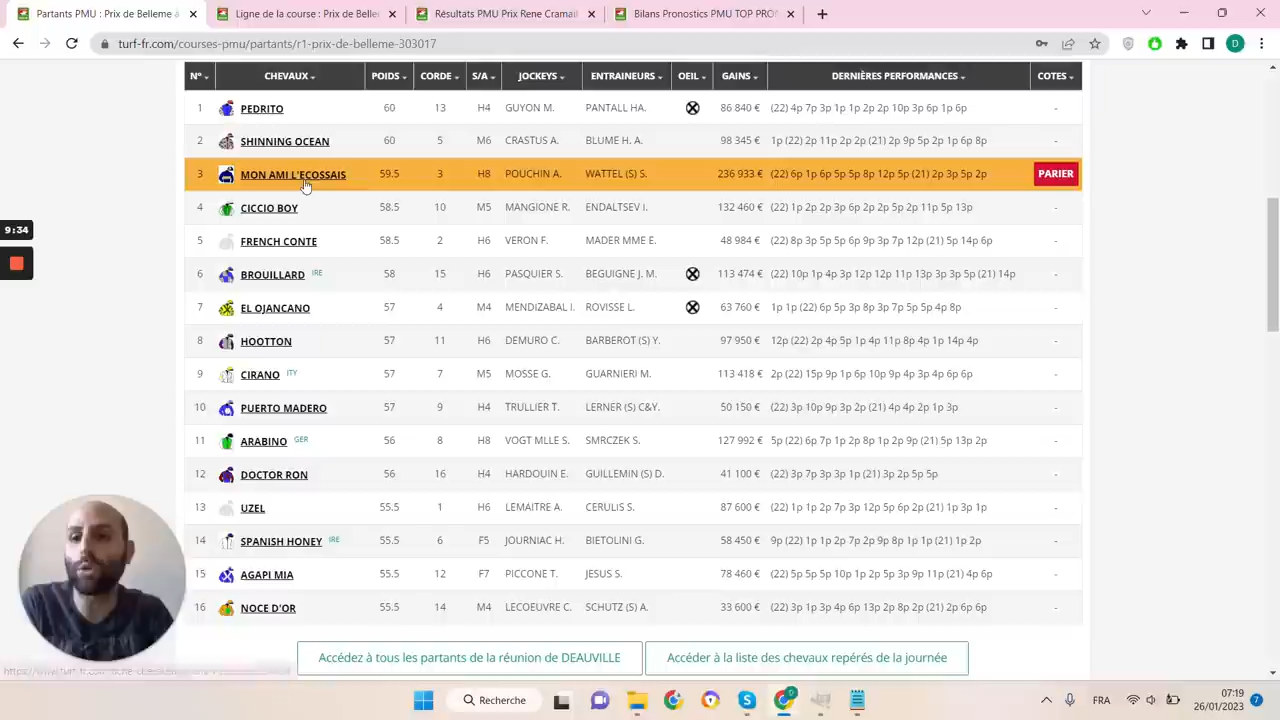 Partants PMU : Prix de Belleme a
Ligne de la course : Prix de Belleme
Résultats PMU Prix Rene Cramail
Bilans Pronostics PMU TOP PRO
turf-fr.com/courses-pmu/partants/r1-prix-de-belleme-303017
D
N° CHEVAUX POIDS CORDE S/A JOCKEYS ENTRAINEURS OEIL GAINS DERNIÈRES PERFORMANCES COTES
1 PEDRITO 60 13 H4 GUYON M. PANTALL HA. 86 840 € (22) 4p 7p 3p 1p 1p 2p 2p 10p 3p 6p 1p 6p -
2 SHINNING OCEAN 60 5 M6 CRASTUS A. BLUME H. A. 98 345 € 1p (22) 2p 11p 2p 2p (21) 2p 9p 5p 2p 1p 6p 8p -
3 MON AMI L'ECOSSAIS 59.5 3 H8 POUCHIN A. WATTEL (S) S. 236 933 € (22) 6p 1p 6p 5p 5p 8p 12p 5p (21) 2p 3p 5p 2p PARIER
4 CICCIO BOY 58.5 10 M5 MANGIONE R. ENDALTSEV I. 132 460 € (22) 1p 2p 2p 3p 6p 2p 2p 5p 2p 11p 5p 13p -
5 FRENCH CONTE 58.5 2 H6 VERON F. MADER MME E. 48 984 € (22) 8p 3p 5p 5p 6p 9p 3p 7p 12p (21) 5p 14p 6p -
6 BROUILLARD IRE 58 15 H6 PASQUIER S. BEGUIGNE J. M. 113 474 € (22) 10p 1p 4p 3p 12p 12p 11p 13p 3p 3p 5p (21) 14p -
7 EL OJANCANO 57 4 M4 MENDIZABAL I. ROVISSE L. 63 760 € 1p 1p (22) 6p 5p 3p 8p 3p 7p 5p 5p 4p 8p -
8 HOOTTON 57 11 H6 DEMURO C. BARBEROT (S) Y. 97 950 € 12p (22) 2p 4p 5p 1p 4p 11p 8p 4p 1p 14p 4p -
9 CIRANO ITY 57 7 M5 MOSSE G. GUARNIERI M. 113 418 € 2p (22) 15p 9p 1p 6p 10p 9p 4p 3p 4p 6p 6p -
10 PUERTO MADERO 57 9 H4 TRULLIER T. LERNER (S) C&Y. 50 150 € (22) 3p 10p 9p 3p 2p (21) 4p 4p 2p 1p 3p -
11 ARABINO GER 56 8 H8 VOGT MLLE S. SMRCZEK S. 127 992 € 5p (22) 6p 7p 1p 2p 8p 1p 2p 9p (21) 5p 13p 2p -
12 DOCTOR RON 56 16 H4 HARDOUIN E. GUILLEMIN (S) D. 41 100 € (22) 3p 7p 3p 3p 1p (21) 3p 2p 5p 5p -
13 UZEL 55.5 1 H6 LEMAITRE A. CERULIS S. 87 600 € (22) 1p 1p 2p 7p 3p 12p 5p 6p 2p (21) 1p 3p 1p -
14 SPANISH HONEY IRE 55.5 6 F5 JOURNIAC H. BIETOLINI G. 58 450 € 9p (22) 1p 1p 2p 7p 2p 9p 8p 1p 1p (21) 1p 2p -
15 AGAPI MIA 55.5 12 F7 PICCONE T. JESUS S. 78 460 € (22) 5p 5p 5p 10p 1p 2p 5p 3p 9p 11p (21) 4p 6p -
16 NOCE D'OR 55.5 14 M4 LECOEUVRE C. SCHUTZ (S) A. 33 600 € (22) 3p 1p 3p 4p 6p 13p 2p 8p 2p (21) 2p 6p 6p -
9:34
Accédez à tous les partants de la réunion de DEAUVILLE
Accéder à la liste des chevaux repérés de la journée
Recherche
FRA
07:19
26/01/2023
7